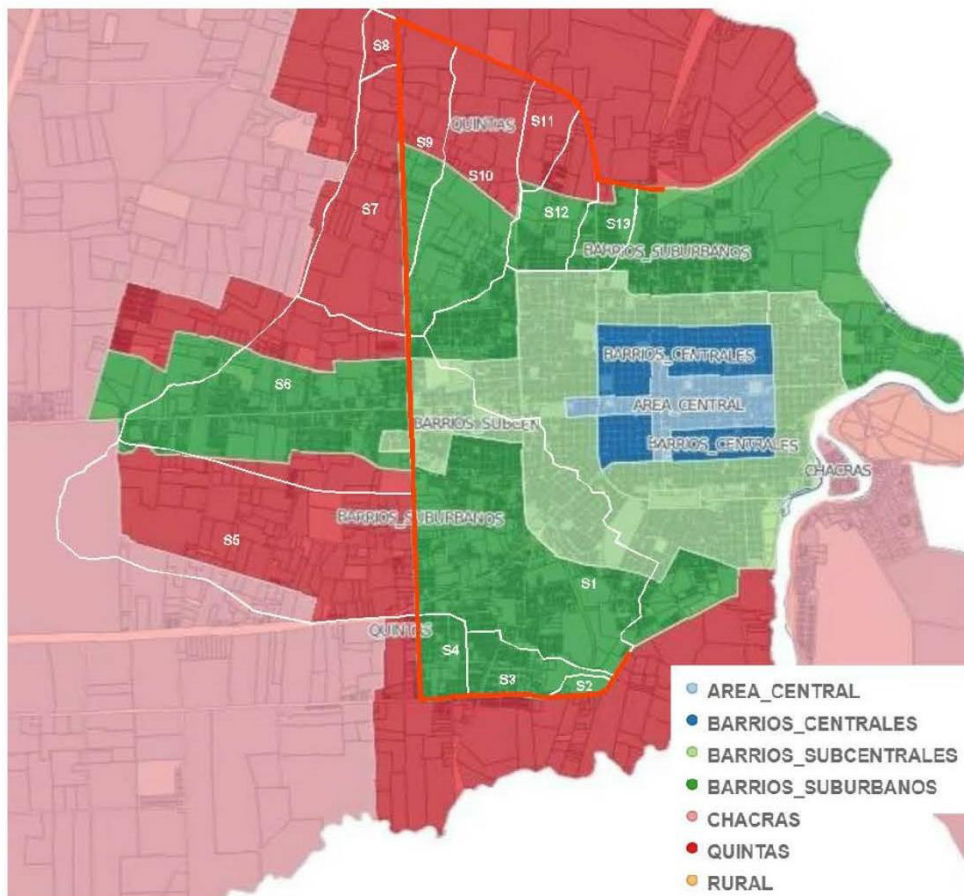 S8
QUINTAS
S11
S9
S10
S7
S12
S13
BARRIOS_SUBURBANOS
BARRIOS_CENTRALES
S6
AREA_CENTRAL
BARRIOS_SUBCEN
BARRIOS_CENTRALES
CHACRAS
BARRIOS_SUBURBANOS
S5
S1
QUINTAS
S4
S3
S2
AREA_CENTRAL
BARRIOS_CENTRALES
BARRIOS_SUBCENTRALES
BARRIOS_SUBURBANOS
CHACRAS
QUINTAS
RURAL